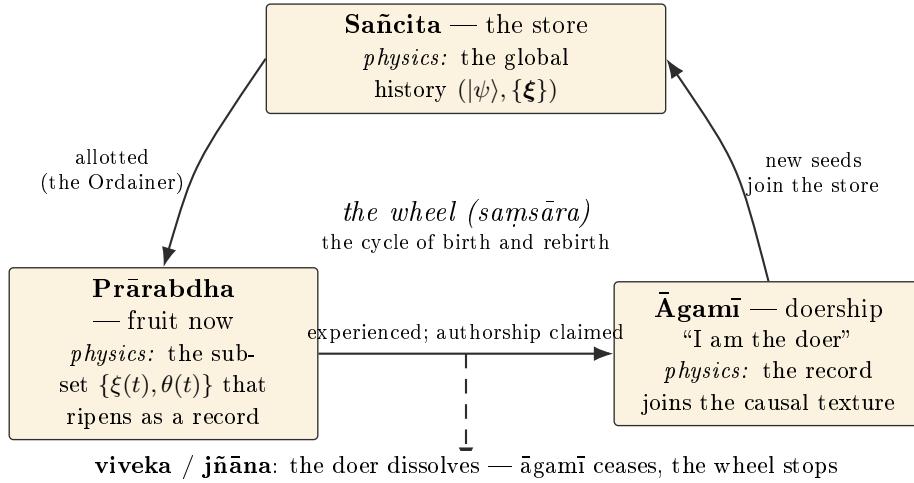 Sañcita — the store
physics: the global
history (|ψ⟩, {ξ})
allotted
(the Ordainer)
new seeds
join the store
the wheel (saṃsāra)
the cycle of birth and rebirth
Prārabdha
— fruit now
physics: the sub-
set {ξ(t), θ(t)} that
ripens as a record
experienced; authorship claimed
Āgamī — doership
“I am the doer”
physics: the record
joins the causal texture
viveka / jñāna: the doer dissolves — āgamī ceases, the wheel stops